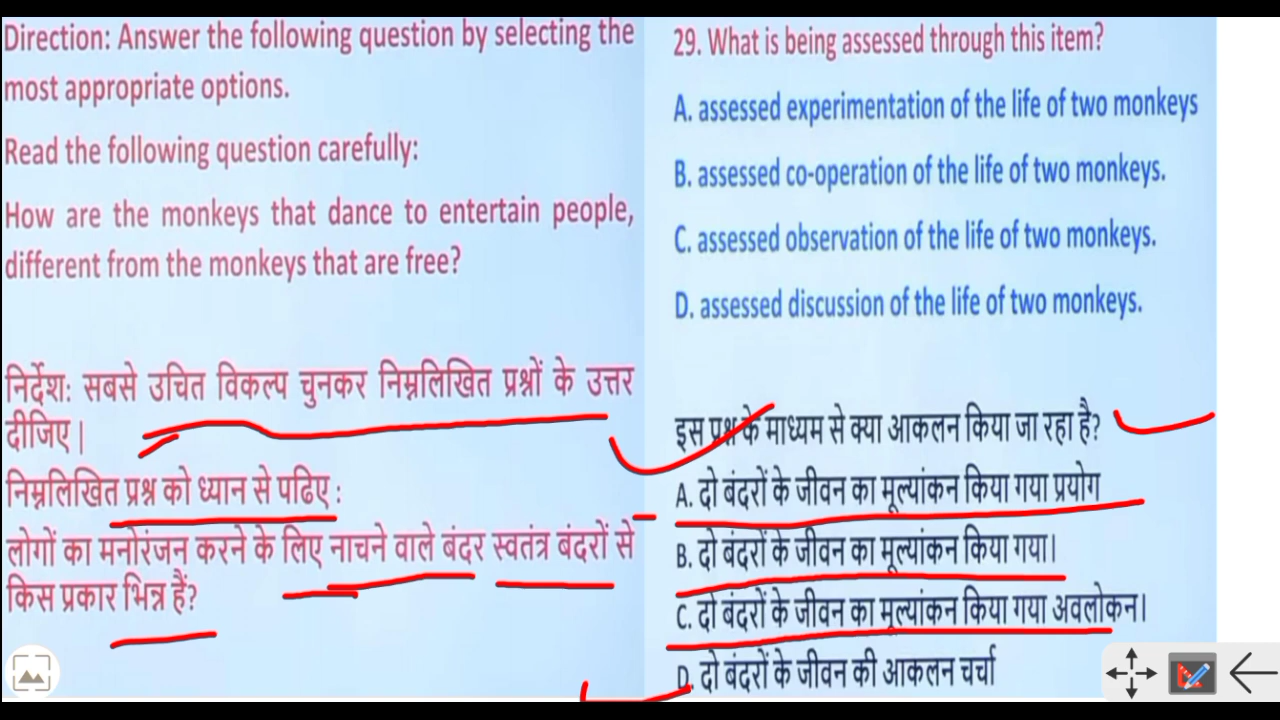 Direction: Answer the following question by selecting the
most appropriate options.
Read the following question carefully:
How are the monkeys that dance to entertain people,
different from the monkeys that are free?
निर्देश: सबसे उचित विकल्प चुनकर निम्नलिखित प्रश्नों के उत्तर
दीजिए |
निम्नलिखित प्रश्न को ध्यान से पढिए :
लोगों का मनोरंजन करने के लिए नाचने वाले बंदर स्वतंत्र बंदरों से
किस प्रकार भिन्न हैं?
29. What is being assessed through this item?
A. assessed experimentation of the life of two monkeys
B. assessed co-operation of the life of two monkeys.
C. assessed observation of the life of two monkeys.
D. assessed discussion of the life of two monkeys.
इस प्रश्न के माध्यम से क्या आकलन किया जा रहा है?
A. दो बंदरों के जीवन का मूल्यांकन किया गया प्रयोग
B. दो बंदरों के जीवन का मूल्यांकन किया गया।
C. दो बंदरों के जीवन का मूल्यांकन किया गया अवलोकन।
D. दो बंदरों के जीवन की आकलन चर्चा